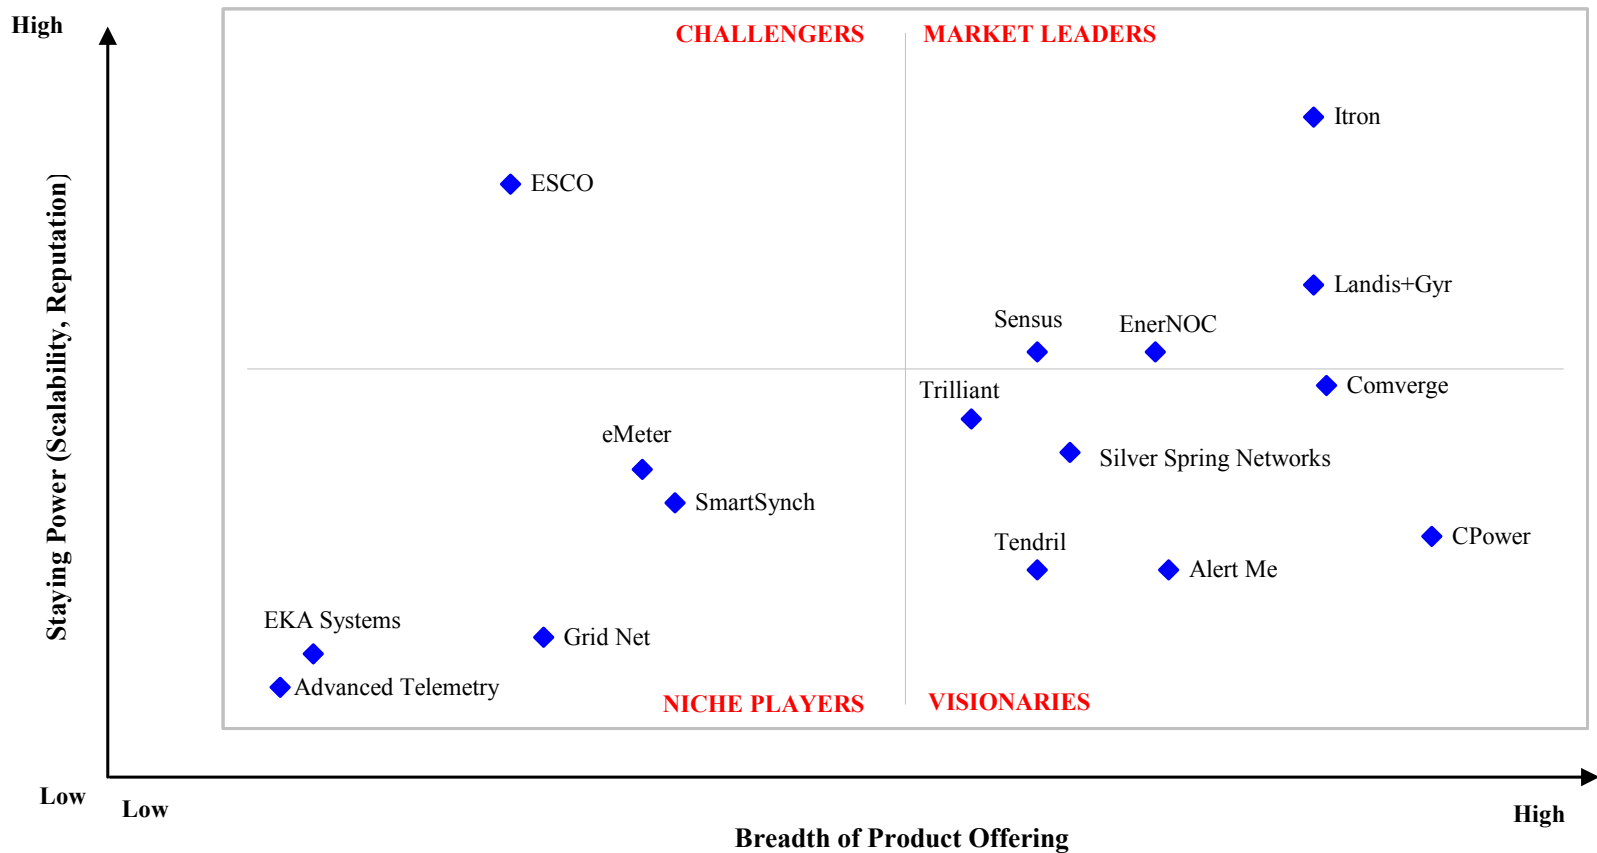 High
CHALLENGERS
MARKET LEADERS
Itron
ESCO
Staying Power (Scalability, Reputation)
Landis+Gyr
Sensus
EnerNOC
Comverge
Trilliant
eMeter
Silver Spring Networks
SmartSynch
CPower
Tendril
Alert Me
EKA Systems
Grid Net
Advanced Telemetry
NICHE PLAYERS
VISIONARIES
Low
Low
High
Breadth of Product Offering